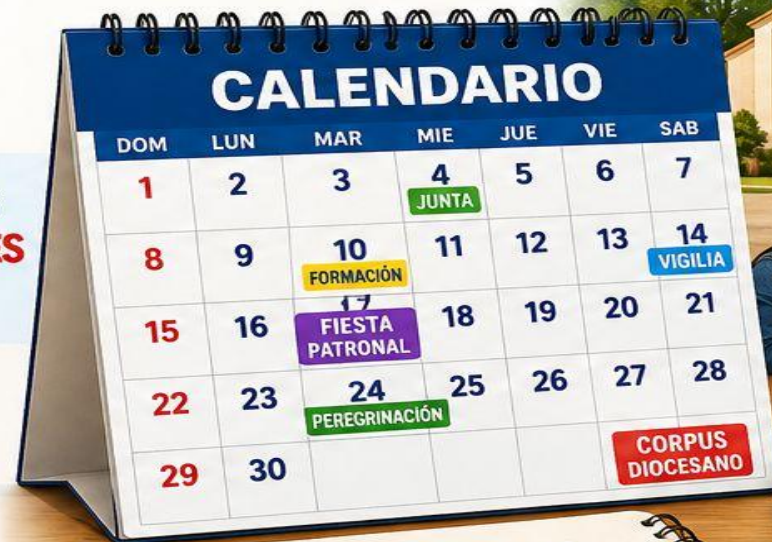 CALENDARIO
DOM LUN MAR MIE JUE VIE SAB
1 2 3 4 5 6 7
JUNTA
8 9 10 11 12 13 14
FORMACIÓN VIGILIA
15 16 17 18 19 20 21
FIESTA
PATRONAL
22 23 24 25 26 27 28
PEREGRINACIÓN
29 30
CORPUS
DIOCESANO
ES